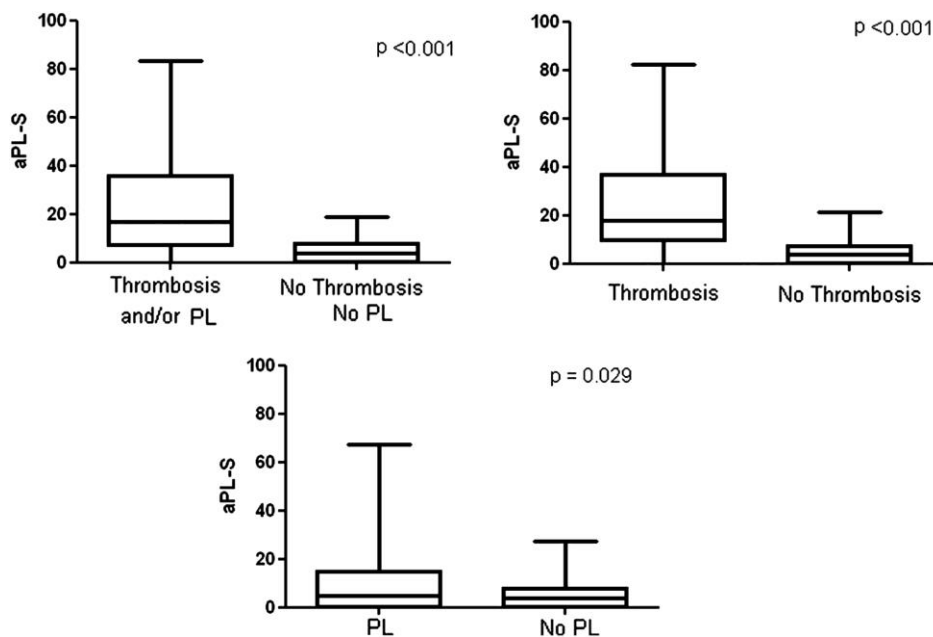 100
80
60
40
20
0
aPL-S
p <0.001
Thrombosis
and/or PL
No Thrombosis
No PL
100
80
60
40
20
0
aPL-S
p <0.001
Thrombosis
No Thrombosis
100
80
60
40
20
0
aPL-S
p = 0.029
PL
No PL